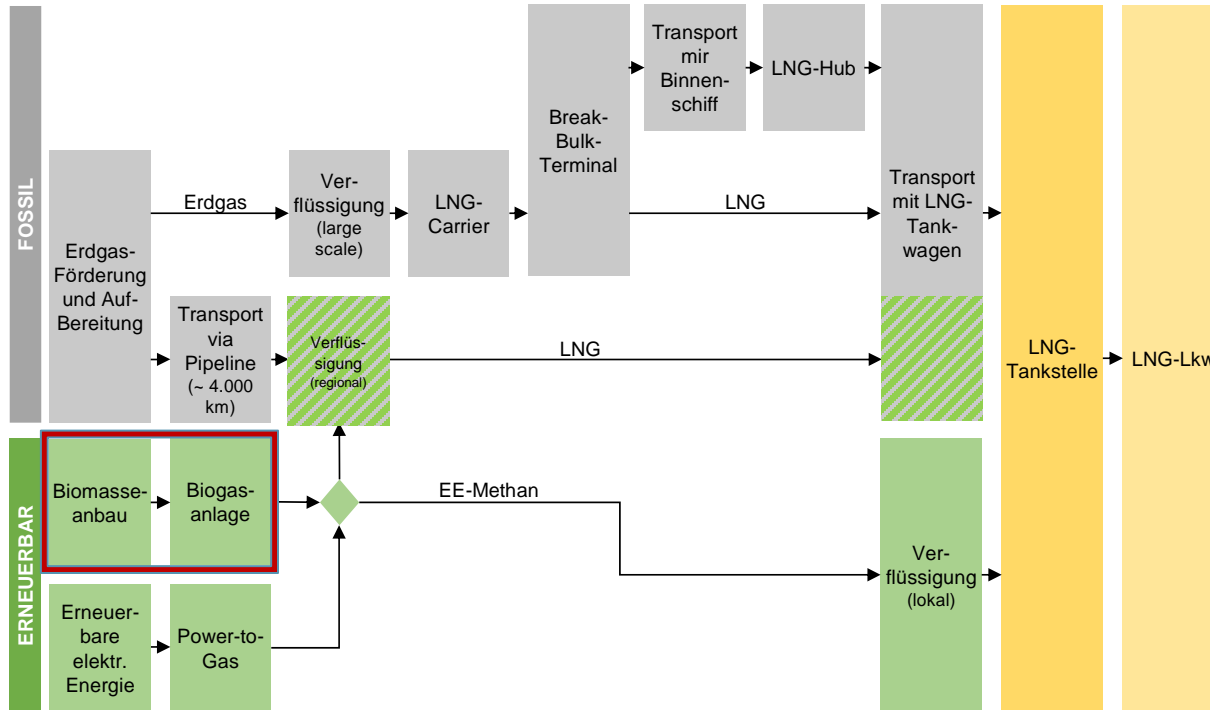 FOSSIL
Erdgas-
Förderung
und Auf-
Bereitung
Erdgas
Ver-
flüssigung
(large
scale)
LNG-
Carrier
Break-
Bulk-
Terminal
Transport
mir
Binnen-
schiff
LNG-Hub
LNG
Transport
mit LNG-
Tank-
wagen
Transport
via
Pipeline
(~ 4.000
km)
Verflüs-
sigung
(regional)
LNG
LNG-
Tankstelle
LNG-Lkw
ERNEUERBAR
Biomasse-
anbau
Biogas-
anlage
EE-Methan
Ver-
flüssigung
(lokal)
Erneuer-
bare
elektr.
Energie
Power-to-
Gas